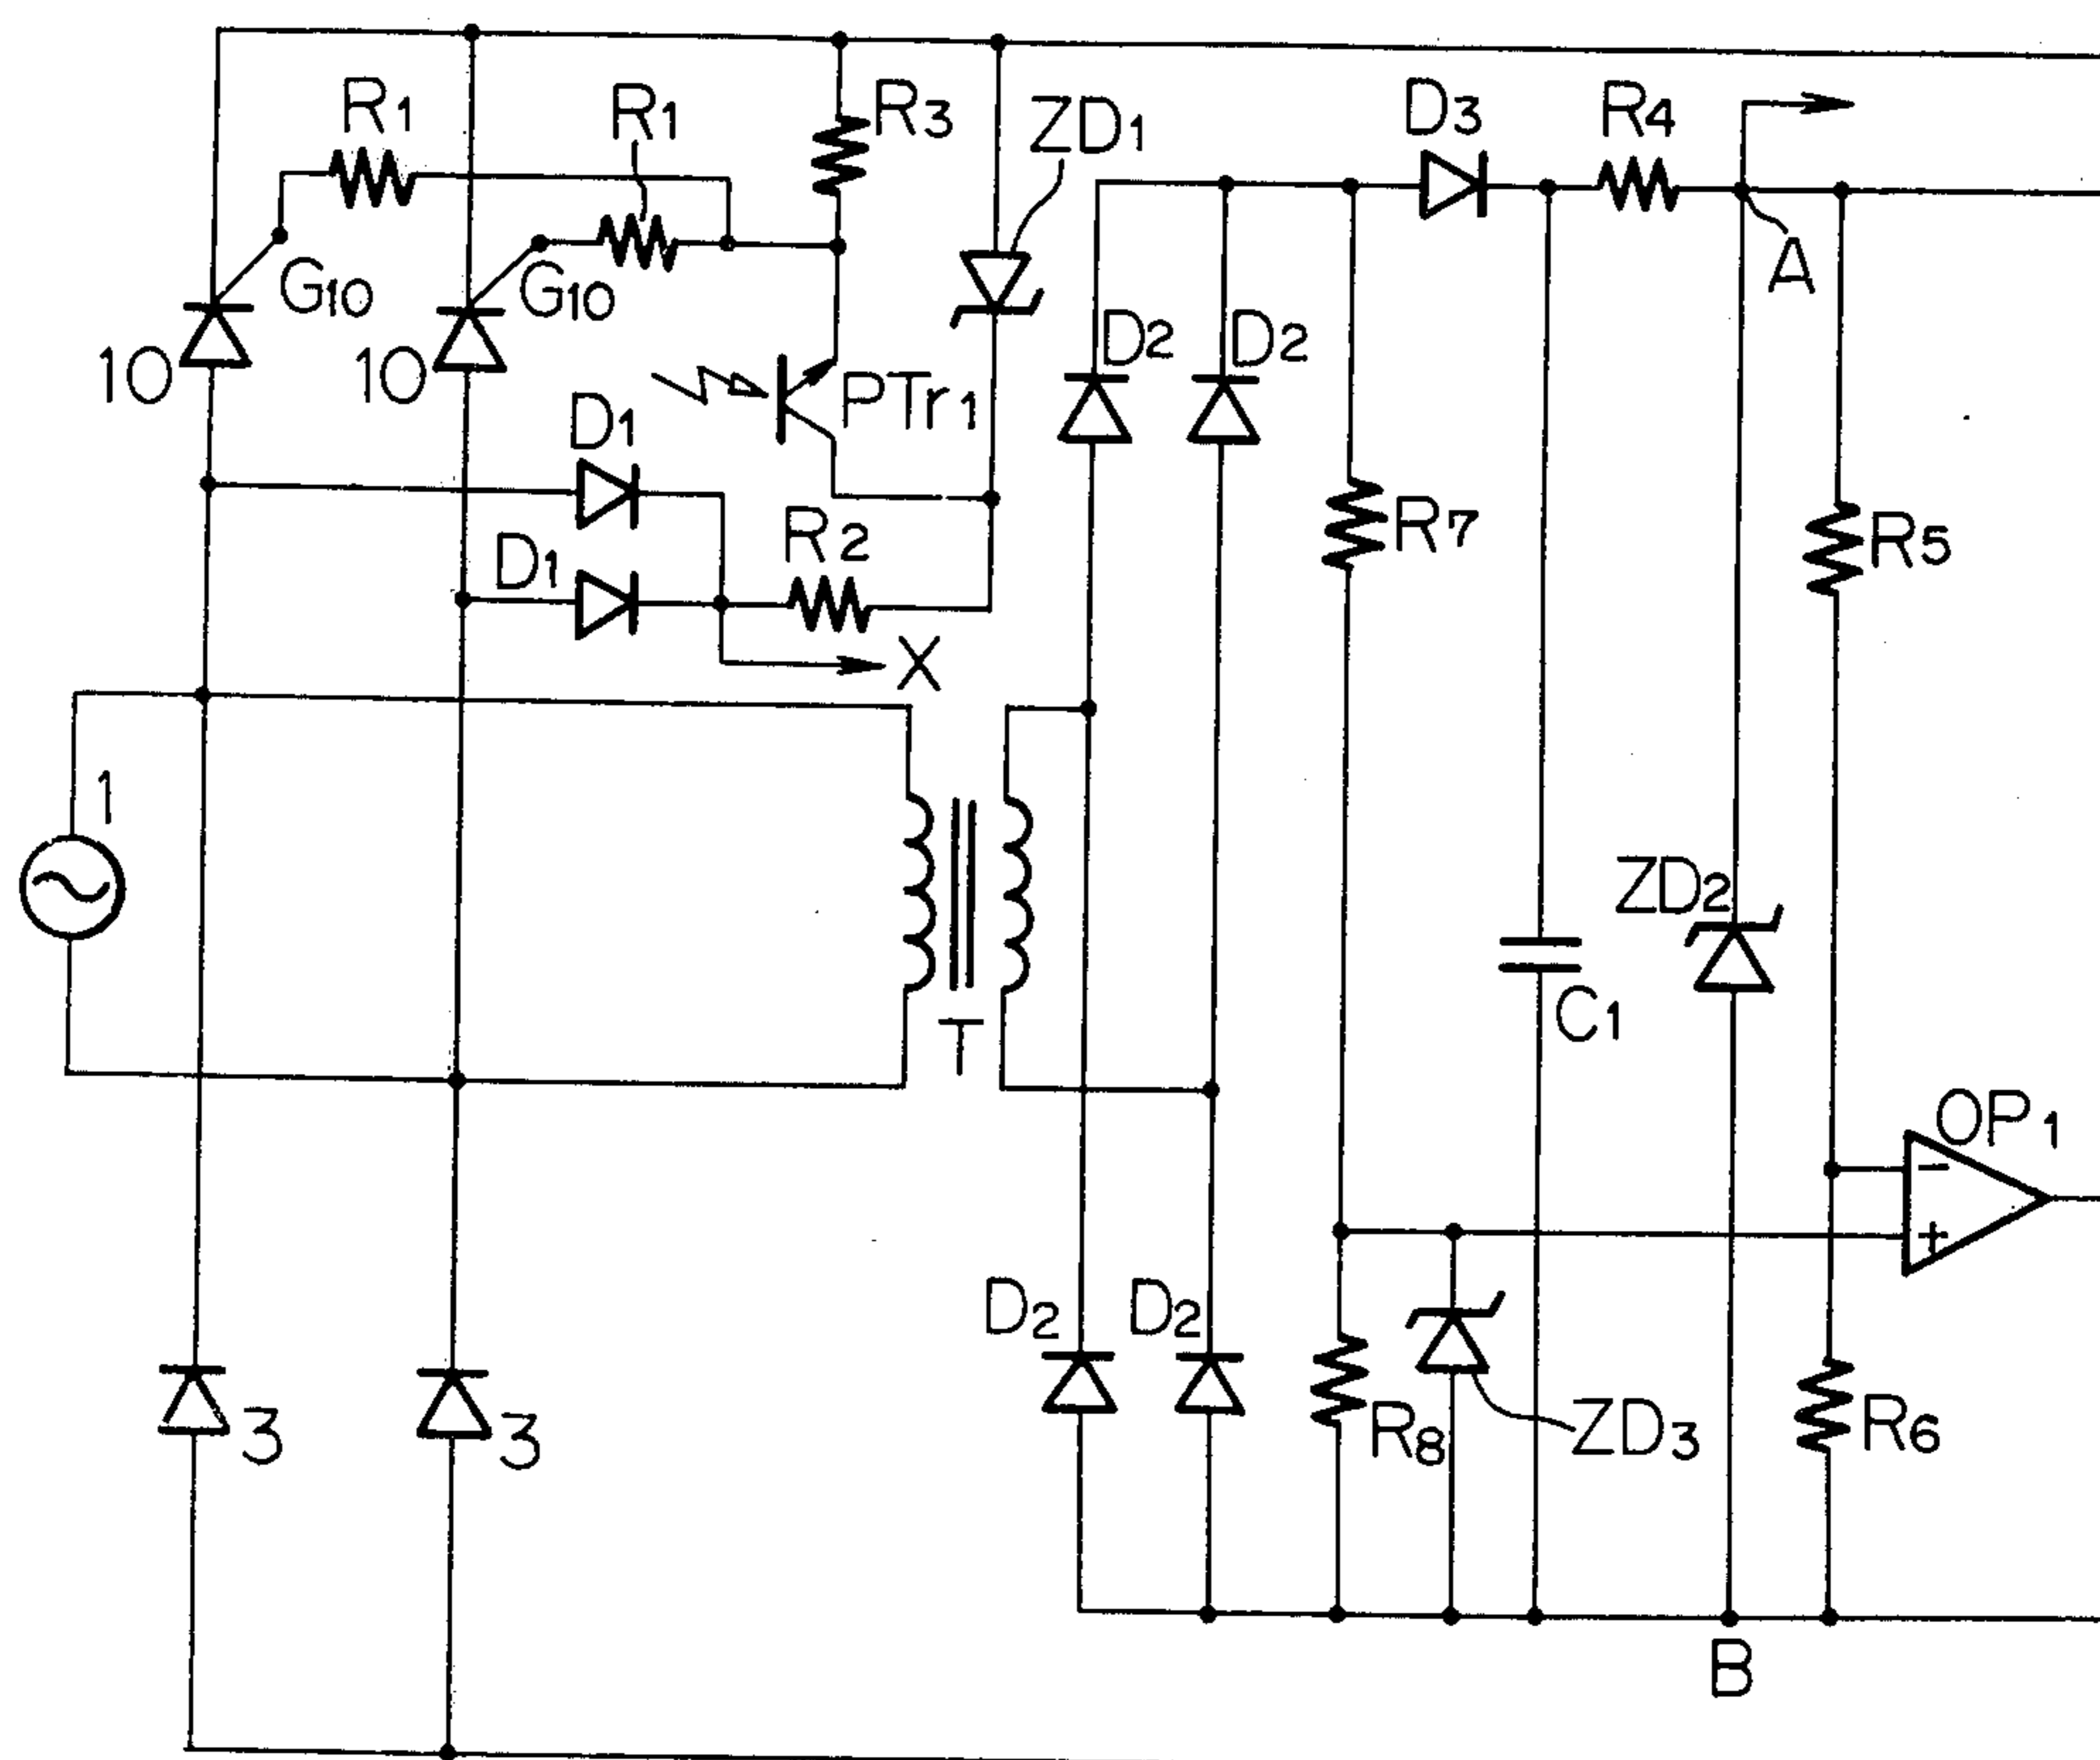 R1
R1
R3
ZD1
D3
R4
A
G10
G10
10
10
D2
D2
PTr1
D1
D1
R2
R7
R5
X
1
ZD2
C1
T
OP1
-
+
D2
D2
R8
ZD3
R6
3
3
B